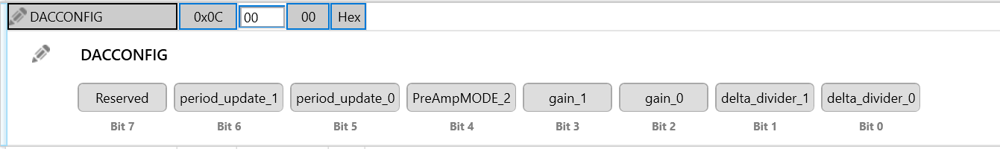 DACCONFIG 0x0C 00 00 Hex
DACCONFIG
Reserved period_update_1 period_update_0 PreAmpMODE_2 gain_1 gain_0 delta_divider_1 delta_divider_0
Bit 7 Bit 6 Bit 5 Bit 4 Bit 3 Bit 2 Bit 1 Bit 0